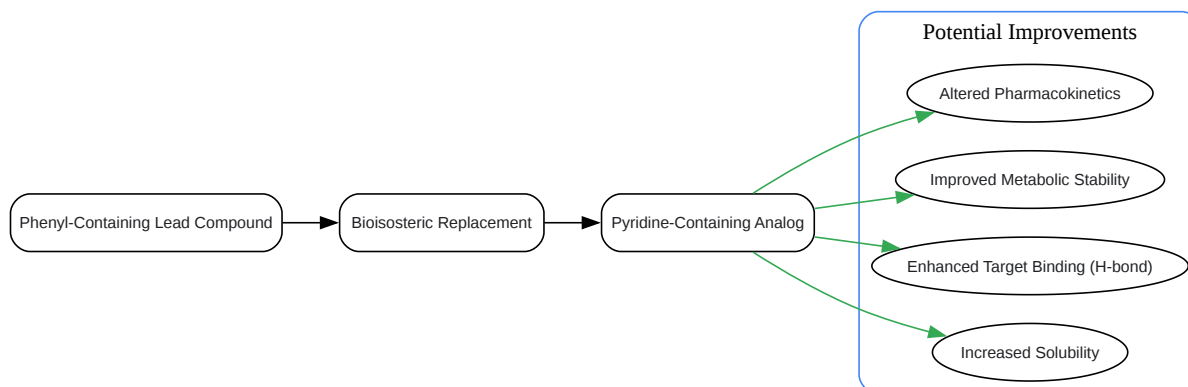 Potential Improvements
Altered Pharmacokinetics
Improved Metabolic Stability
Phenyl-Containing Lead Compound
Bioisosteric Replacement
Pyridine-Containing Analog
Enhanced Target Binding (H-bond)
Increased Solubility